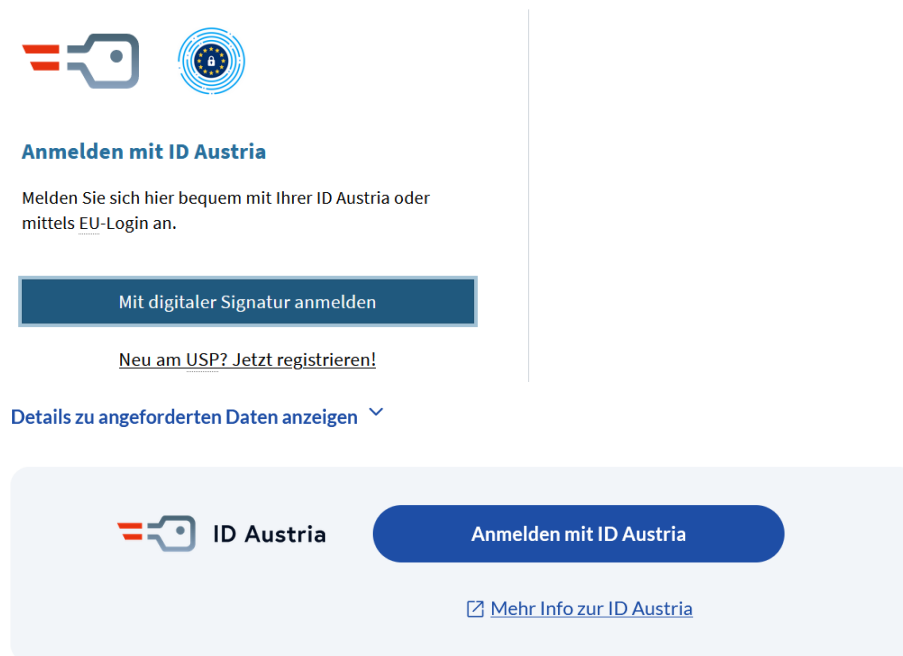 Anmelden mit ID Austria
Melden Sie sich hier bequem mit Ihrer ID Austria oder
mittels EU-Login an.
Mit digitaler Signatur anmelden
Neu am USP? Jetzt registrieren!
Details zu angeforderten Daten anzeigen
ID Austria
Anmelden mit ID Austria
Mehr Info zur ID Austria